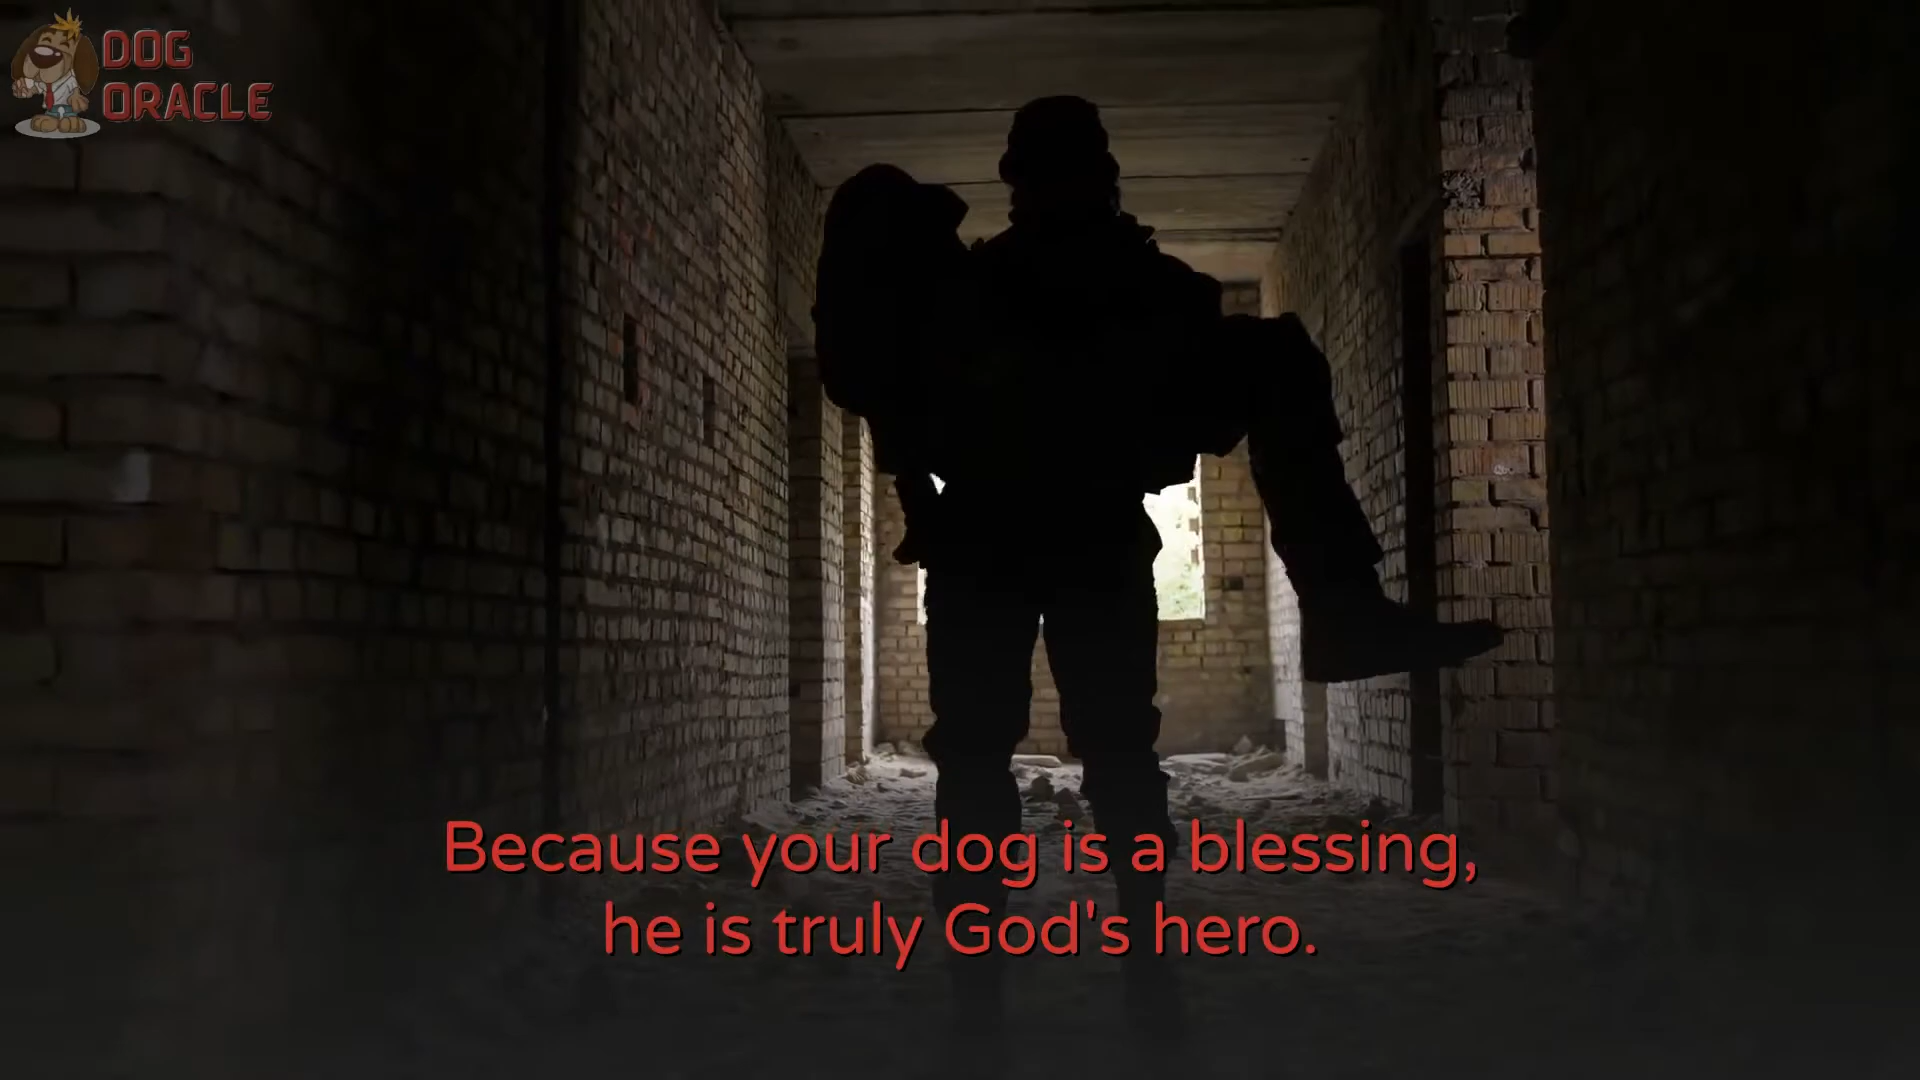 DOG
ORACLE
Because your dog is a blessing,
he is truly God's hero.